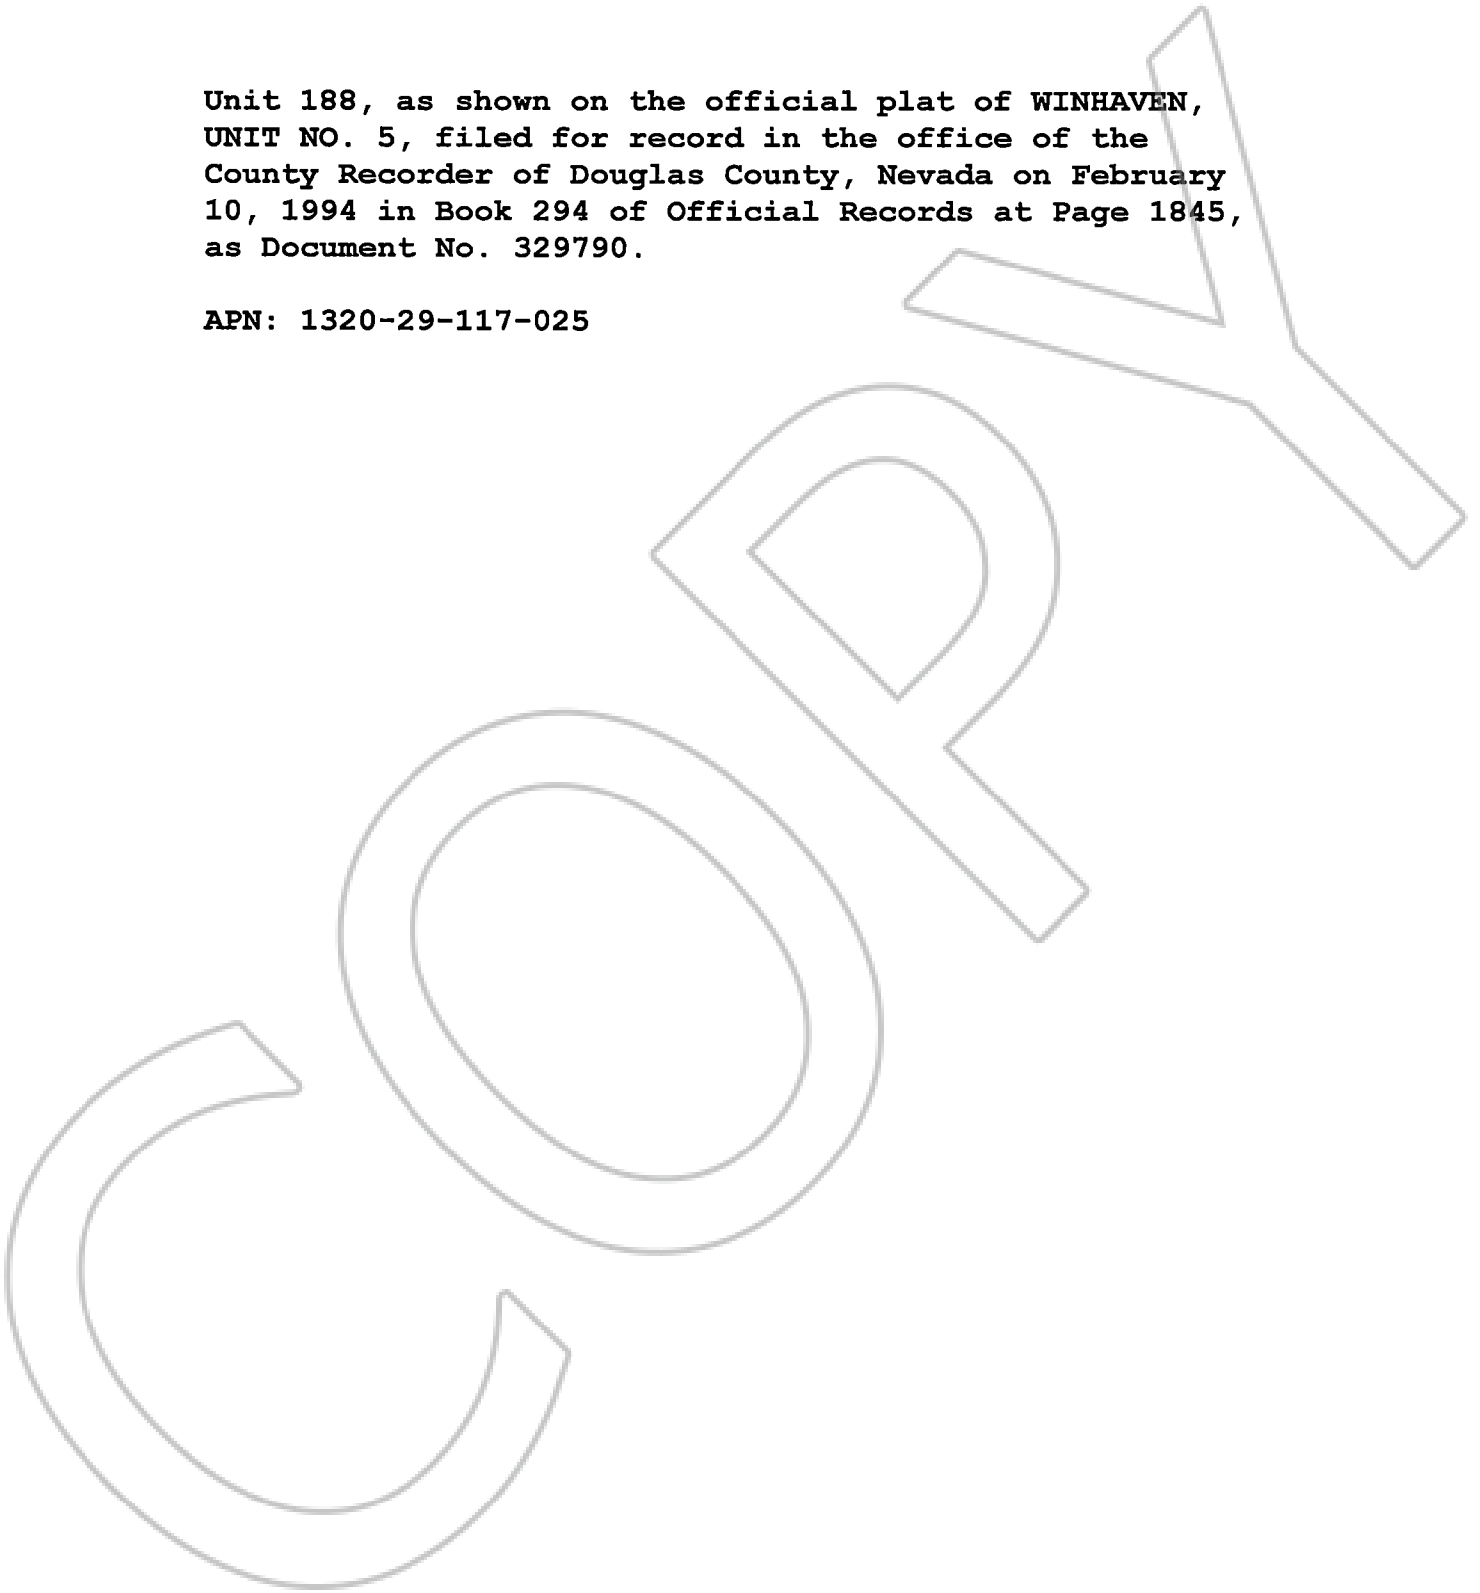 Unit 188, as shown on the official plat of WINHAVEN,
UNIT NO. 5, filed for record in the office of the
County Recorder of Douglas County, Nevada on February
10, 1994 in Book 294 of Official Records at Page 1845,
as Document No. 329790.
APN: 1320-29-117-025
COPY